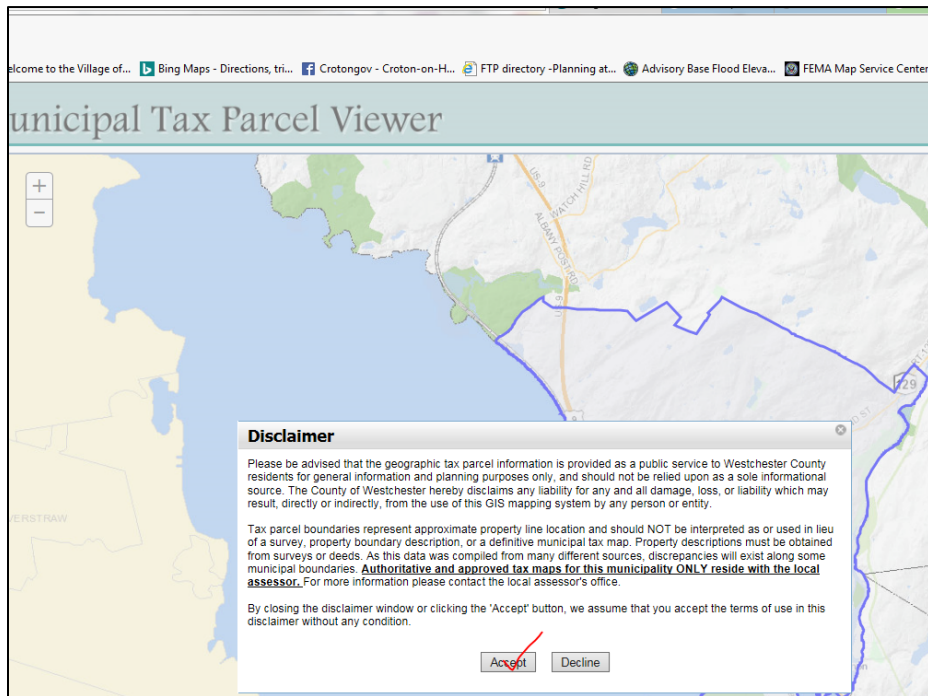 elcome to the Village of... Bing Maps - Directions, tri... Crotongov - Croton-on-H... FTP directory -Planning at... Advisory Base Flood Eleva... FEMA Map Service Center
unicipal Tax Parcel Viewer
+
−
US-9
WATCH HILL RD
ALBANY POST RD
US-9
129
D ST
9
VERSTRAW
Disclaimer
Please be advised that the geographic tax parcel information is provided as a public service to Westchester County
residents for general information and planning purposes only, and should not be relied upon as a sole informational
source. The County of Westchester hereby disclaims any liability for any and all damage, loss, or liability which may
result, directly or indirectly, from the use of this GIS mapping system by any person or entity.
Tax parcel boundaries represent approximate property line location and should NOT be interpreted as or used in lieu
of a survey, property boundary description, or a definitive municipal tax map. Property descriptions must be obtained
from surveys or deeds. As this data was compiled from many different sources, discrepancies will exist along some
municipal boundaries. Authoritative and approved tax maps for this municipality ONLY reside with the local
assessor. For more information please contact the local assessor's office.
By closing the disclaimer window or clicking the 'Accept' button, we assume that you accept the terms of use in this
disclaimer without any condition.
Accept Decline